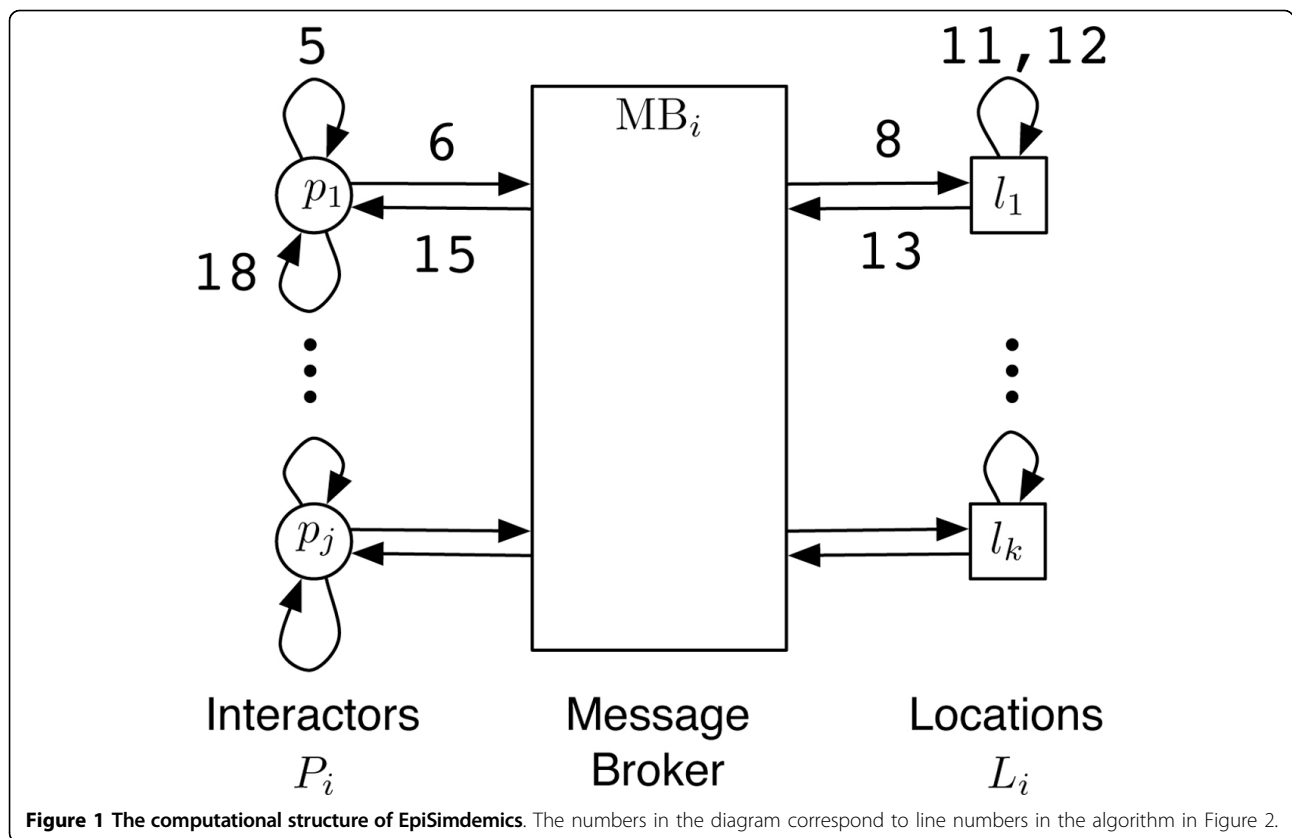 5
11,12
MB_i
6
8
p_1
l_1
15
13
18
p_j
l_k
Interactors
Message
Locations
P_i
Broker
L_i
Figure 1 The computational structure of EpiSimdemics. The numbers in the diagram correspond to line numbers in the algorithm in Figure 2.